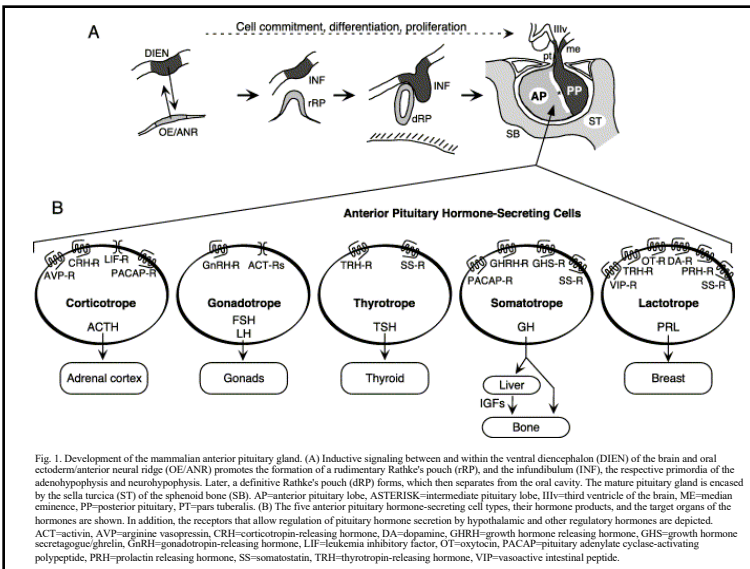 A
Cell commitment, differentiation, proliferation
DIEN
OE/ANR
INF
rRP
INF
dRP
IIIv
me
pt
AP
*
PP
SB
ST
B
Anterior Pituitary Hormone-Secreting Cells
AVP-R
CRH-R
LIF-R
PACAP-R
Corticotrope
ACTH
Adrenal cortex
GnRH-R
ACT-Rs
Gonadotrope
FSH
LH
Gonads
TRH-R
SS-R
Thyrotrope
TSH
Thyroid
PACAP-R
GHRH-R
GHS-R
SS-R
Somatotrope
GH
Liver
IGFs
Bone
VIP-R
TRH-R
OT-R
DA-R
PRH-R
SS-R
Lactotrope
PRL
Breast
Fig. 1. Development of the mammalian anterior pituitary gland. (A) Inductive signaling between and within the ventral diencephalon (DIEN) of the brain and oral
ectoderm/anterior neural ridge (OE/ANR) promotes the formation of a rudimentary Rathke's pouch (rRP), and the infundibulum (INF), the respective primordia of the
adenohypophysis and neurohypophysis. Later, a definitive Rathke's pouch (dRP) forms, which then separates from the oral cavity. The mature pituitary gland is encased
by the sella turcica (ST) of the sphenoid bone (SB). AP=anterior pituitary lobe, ASTERISK=intermediate pituitary lobe, IIIv=third ventricle of the brain, ME=median
eminence, PP=posterior pituitary, PT=pars tuberalis. (B) The five anterior pituitary hormone-secreting cell types, their hormone products, and the target organs of the
hormones are shown. In addition, the receptors that allow regulation of pituitary hormone secretion by hypothalamic and other regulatory hormones are depicted.
ACT=activin, AVP=arginine vasopressin, CRH=corticotropin-releasing hormone, DA=dopamine, GHRH=growth hormone releasing hormone, GHS=growth hormone
secretagogue/ghrelin, GnRH=gonadotropin-releasing hormone, LIF=leukemia inhibitory factor, OT=oxytocin, PACAP=pituitary adenylate cyclase-activating
polypeptide, PRH=prolactin releasing hormone, SS=somatostatin, TRH=thyrotropin-releasing hormone, VIP=vasoactive intestinal peptide.